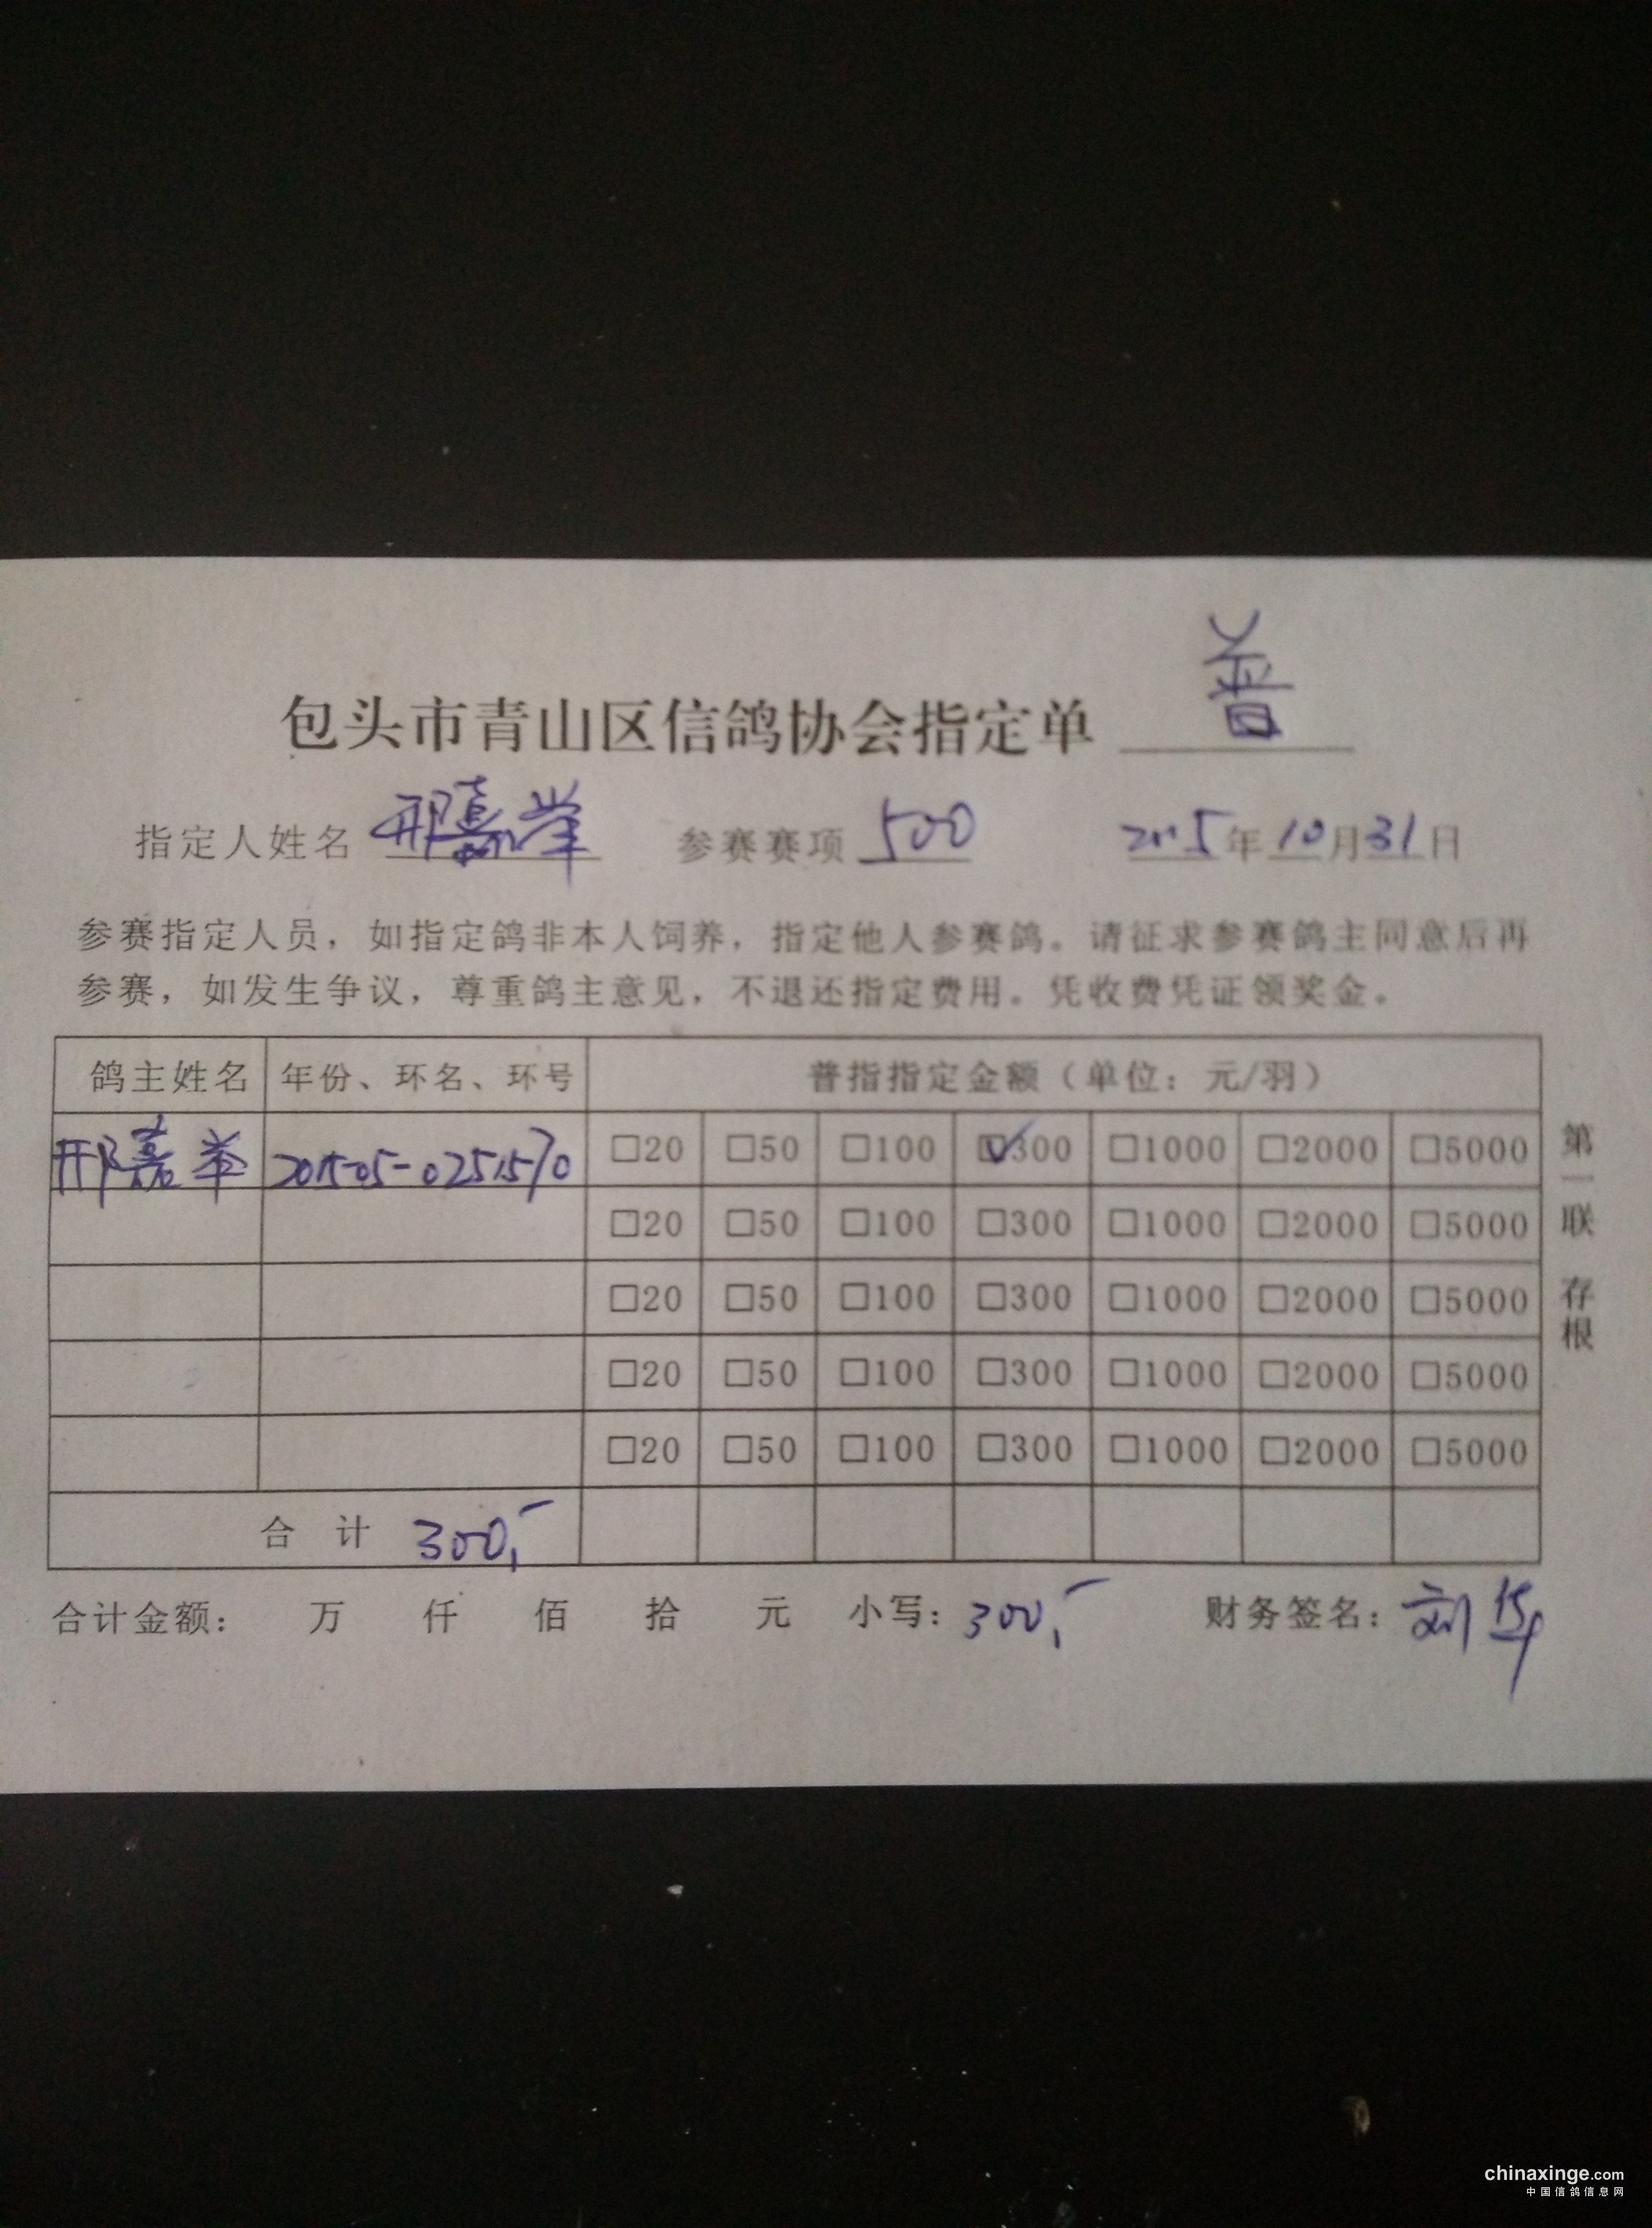 包头市青山区信鸽协会指定单 普
指定人姓名 邢嘉举 参赛赛项 500 2015年10月31日
参赛指定人员，如指定鸽非本人饲养，指定他人参赛鸽。请征求参赛鸽主同意后再
参赛，如发生争议，尊重鸽主意见，不退还指定费用。凭收费凭证领奖金。
鸽主姓名 年份、环名、环号 普指指定金额（单位：元/羽）
邢嘉举 2015-05-0251570 □20 □50 □100 ☑300 □1000 □2000 □5000
□20 □50 □100 □300 □1000 □2000 □5000
□20 □50 □100 □300 □1000 □2000 □5000
□20 □50 □100 □300 □1000 □2000 □5000
□20 □50 □100 □300 □1000 □2000 □5000
合 计 300,-
合计金额： 万 仟 佰 拾 元 小写：300,- 财务签名：刘华
第一联 存根
chinaxinge.com
中国信鸽信息网